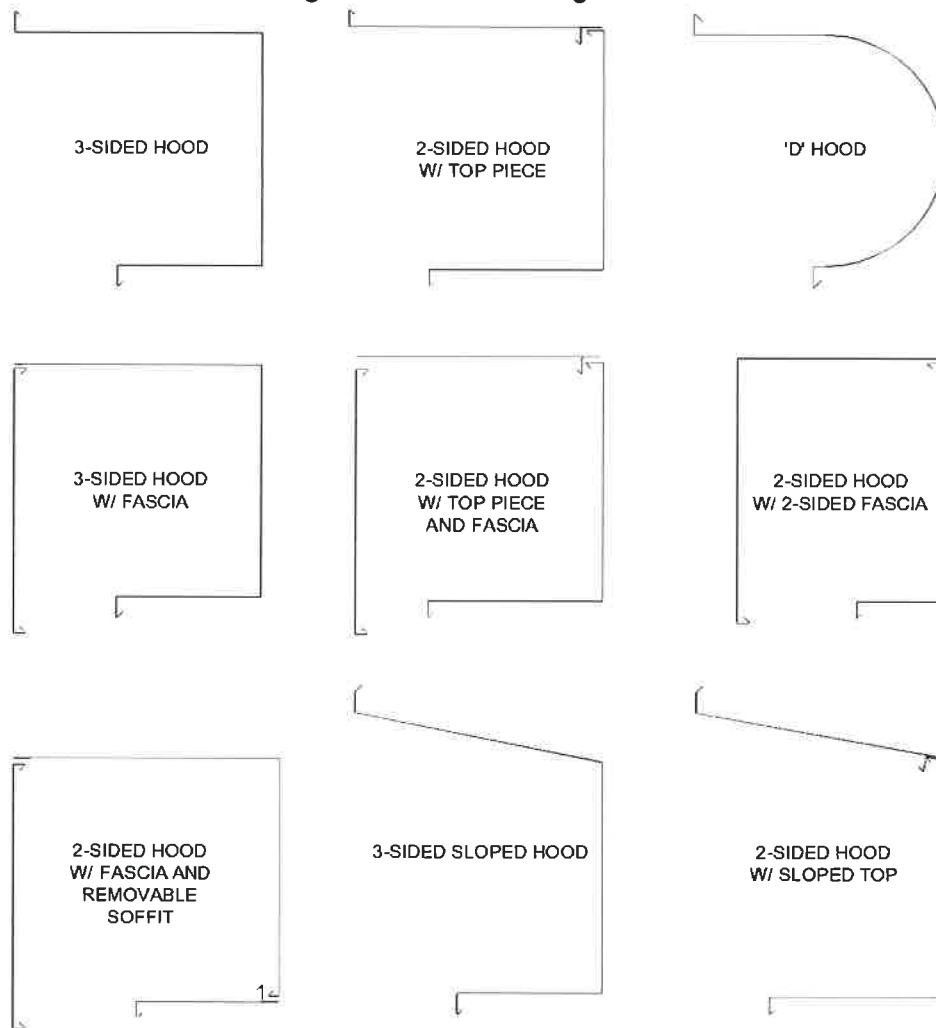 3-SIDED HOOD
2-SIDED HOOD
W/ TOP PIECE
'D' HOOD
3-SIDED HOOD
W/ FASCIA
2-SIDED HOOD
W/ TOP PIECE
AND FASCIA
2-SIDED HOOD
W/ 2-SIDED FASCIA
2-SIDED HOOD
W/ FASCIA AND
REMOVABLE
SOFFIT
3-SIDED SLOPED HOOD
2-SIDED HOOD
W/ SLOPED TOP